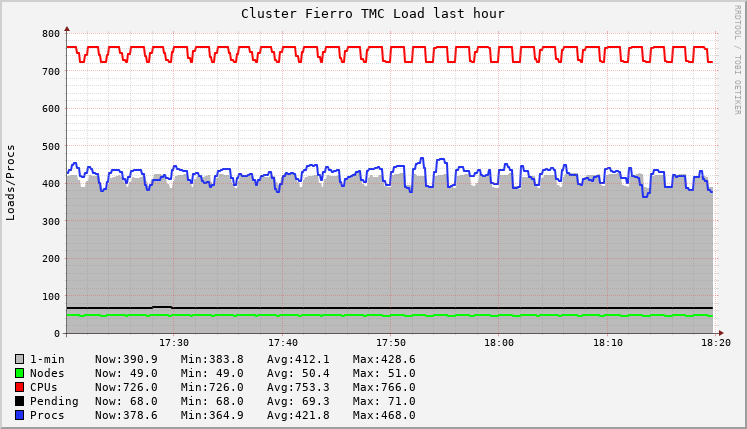 Cluster Fierro TMC Load last hour
RRDTOOL / TOBI OETIKER
Loads/Procs
800
700
600
500
400
300
200
100
0
17:30 17:40 17:50 18:00 18:10 18:20
1-min Now:390.9 Min:383.8 Avg:412.1 Max:428.6
Nodes Now: 49.0 Min: 49.0 Avg: 50.4 Max: 51.0
CPUs Now:726.0 Min:726.0 Avg:753.3 Max:766.0
Pending Now: 68.0 Min: 68.0 Avg: 69.3 Max: 71.0
Procs Now:378.6 Min:364.9 Avg:421.8 Max:468.0